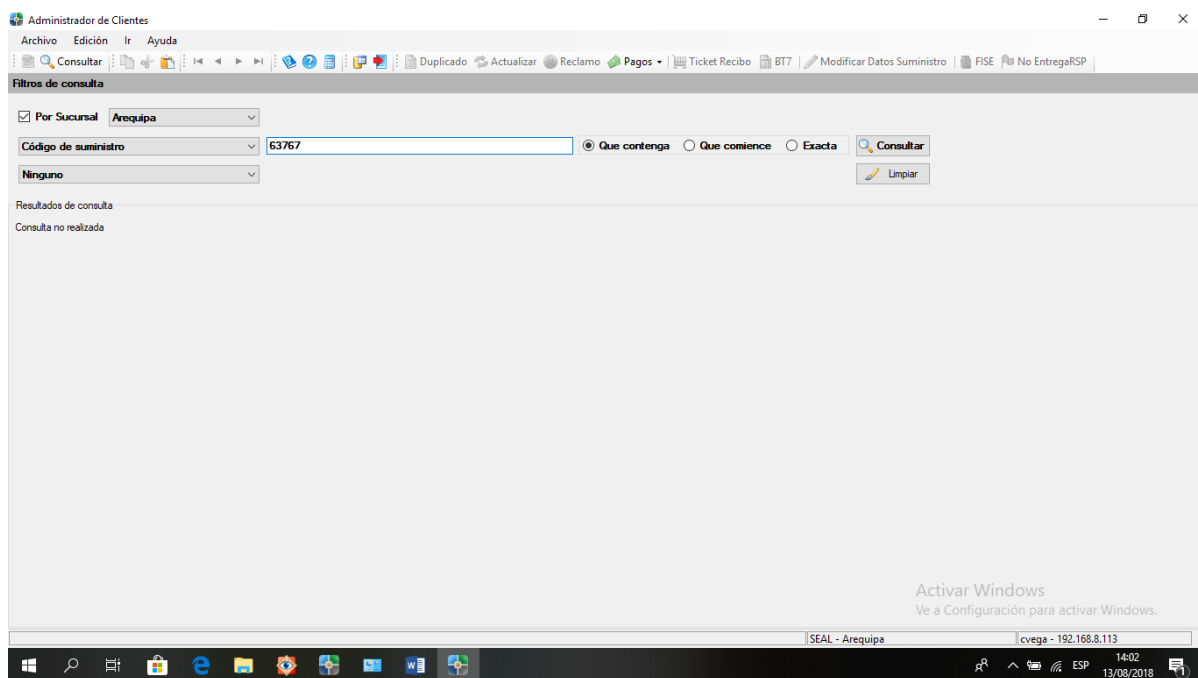 Administrador de Clientes
Archivo Edición Ir Ayuda
Consultar Duplicado Actualizar Reclamo Pagos Ticket Recibo BT7 Modificar Datos Suministro FISE No EntregaRSP
Filtros de consulta
Por Sucursal Arequipa
Código de suministro 63767 Que contenga Que comience Exacta Consultar
Ninguno Limpiar
Resultados de consulta
Consulta no realizada
Activar Windows
Ve a Configuración para activar Windows.
SEAL - Arequipa cvega - 192.168.8.113
ESP 14:02
13/08/2018